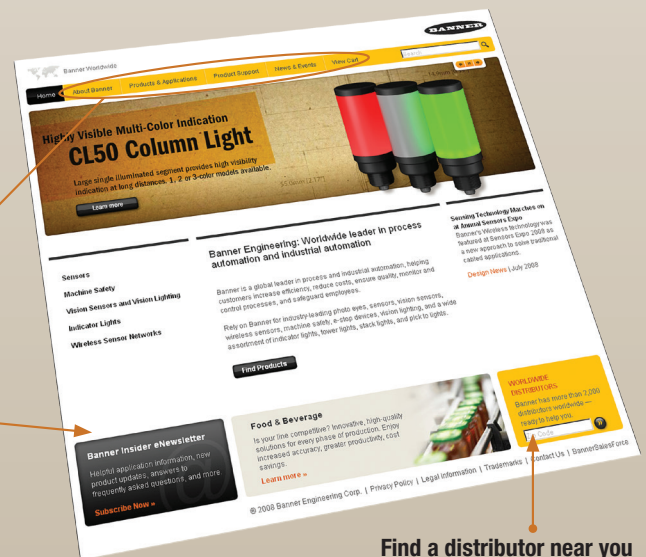 BANNER
Banner Worldwide
Search
Home About Banner Products & Applications Product Support News & Events View Cart
Highly Visible Multi-Color Indication
CL50 Column Light
Large single illuminated segment provides high visibility
indication at long distances. 1, 2 or 3-color models available.
Learn more
Sensors
Machine Safety
Vision Sensors and Vision Lighting
Indicator Lights
Wireless Sensor Networks
Banner Engineering: Worldwide leader in process
automation and industrial automation
Banner is a global leader in process and industrial automation, helping
customers increase efficiency, reduce costs, ensure quality, monitor and
control processes, and safeguard employees.
Rely on Banner for industry-leading photo eyes, sensors, vision sensors,
wireless sensors, machine safety, e-stop devices, vision lighting, and a wide
assortment of indicator lights, tower lights, stack lights, and pick to lights.
Find Products
Sensing Technology Marches on
at Annual Sensors Expo
Banner's Wireless technology was
featured at Sensors Expo 2008 as
a new approach to solve traditional
cabled applications.
Design News | July 2008
Banner Insider eNewsletter
Helpful application information, new
product updates, answers to
frequently asked questions, and more.
Subscribe Now »
Food & Beverage
Is your line competitive? Innovative, high-quality
solutions for every phase of production. Enjoy
increased accuracy, greater productivity, cost
savings.
Learn more »
WORLDWIDE
DISTRIBUTORS
Banner has more than 2,000
distributors worldwide —
ready to help you.
Code
© 2008 Banner Engineering Corp. | Privacy Policy | Legal Information | Trademarks | Contact Us | BannerSalesForce
Find a distributor near you